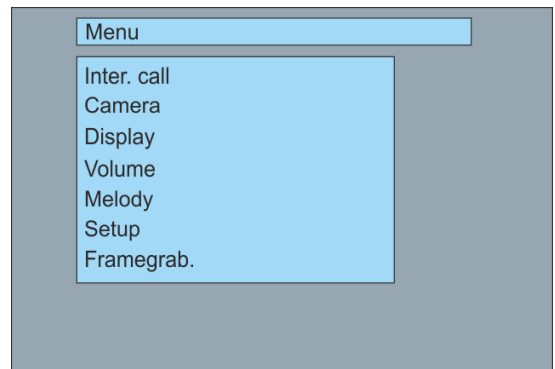 Menu
Inter. call
Camera
Display
Volume
Melody
Setup
Framegrab.